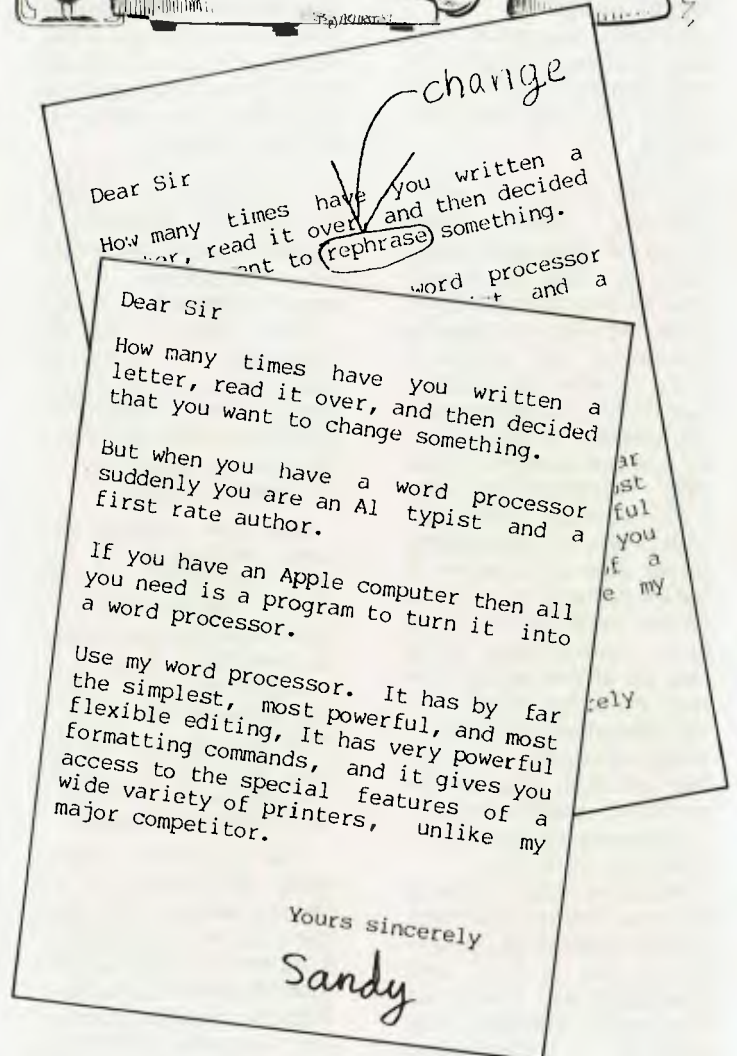 change
Dear Sir
How many times have you written a
read it over, and then decided
to rephrase something.
word processor
and a
Dear Sir
How many times have you written a
letter, read it over, and then decided
that you want to change something.
But when you have a word processor
suddenly you are an A1 typist and a
first rate author.
If you have an Apple computer then all
you need is a program to turn it into
a word processor.
Use my word processor. It has by far
the simplest, most powerful, and most
flexible editing, It has very powerful
formatting commands, and it gives you
access to the special features of a
wide variety of printers, unlike my
major competitor.
Yours sincerely
Sandy
you
a
my